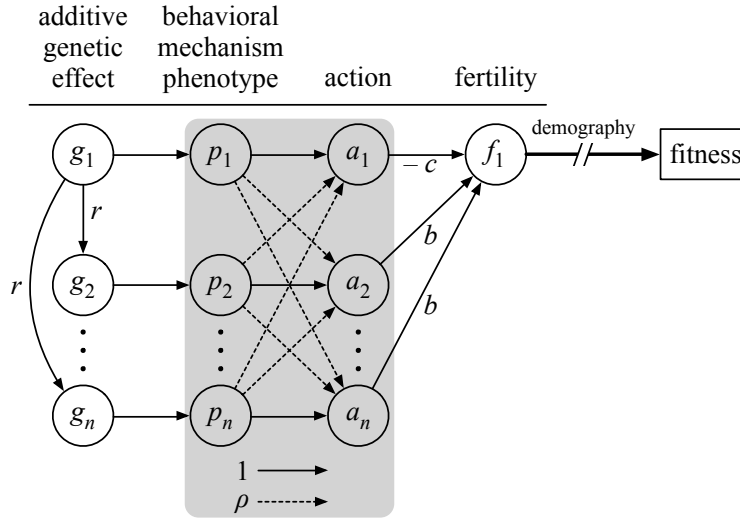 additive behavioral
genetic mechanism
effect phenotype action fertility
g1 p1 a1 −c f1 demography fitness
r
r
b
g2 p2 a2
b
gn pn an
1
ρ